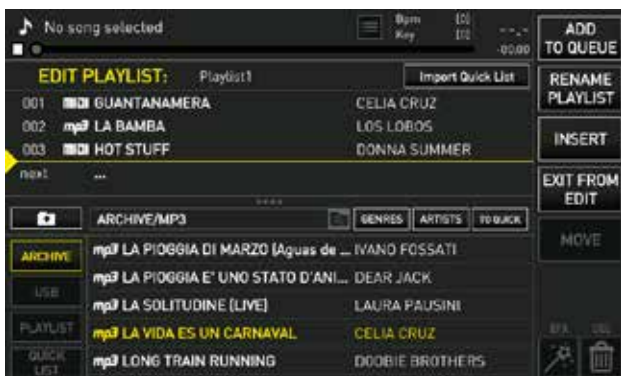 No song selected
Bpm [0]
Key [0]
--.-
-00:00
ADD TO QUEUE
EDIT PLAYLIST: Playlist1
Import Quick List
RENAME PLAYLIST
001 MIDI GUANTANAMERA CELIA CRUZ
002 mp3 LA BAMBA LOS LOBOS
003 MIDI HOT STUFF DONNA SUMMER
INSERT
next ...
EXIT FROM EDIT
ARCHIVE/MP3
GENRES
ARTISTS
TO QUICK
MOVE
ARCHIVE
mp3 LA PIOGGIA DI MARZO (Aguas de ... IVANO FOSSATI
mp3 LA PIOGGIA E' UNO STATO D'ANI... DEAR JACK
USB
mp3 LA SOLITUDINE (LIVE) LAURA PAUSINI
PLAYLIST
mp3 LA VIDA ES UN CARNAVAL CELIA CRUZ
DEL
QUICK LIST
mp3 LONG TRAIN RUNNING DOOBIE BROTHERS